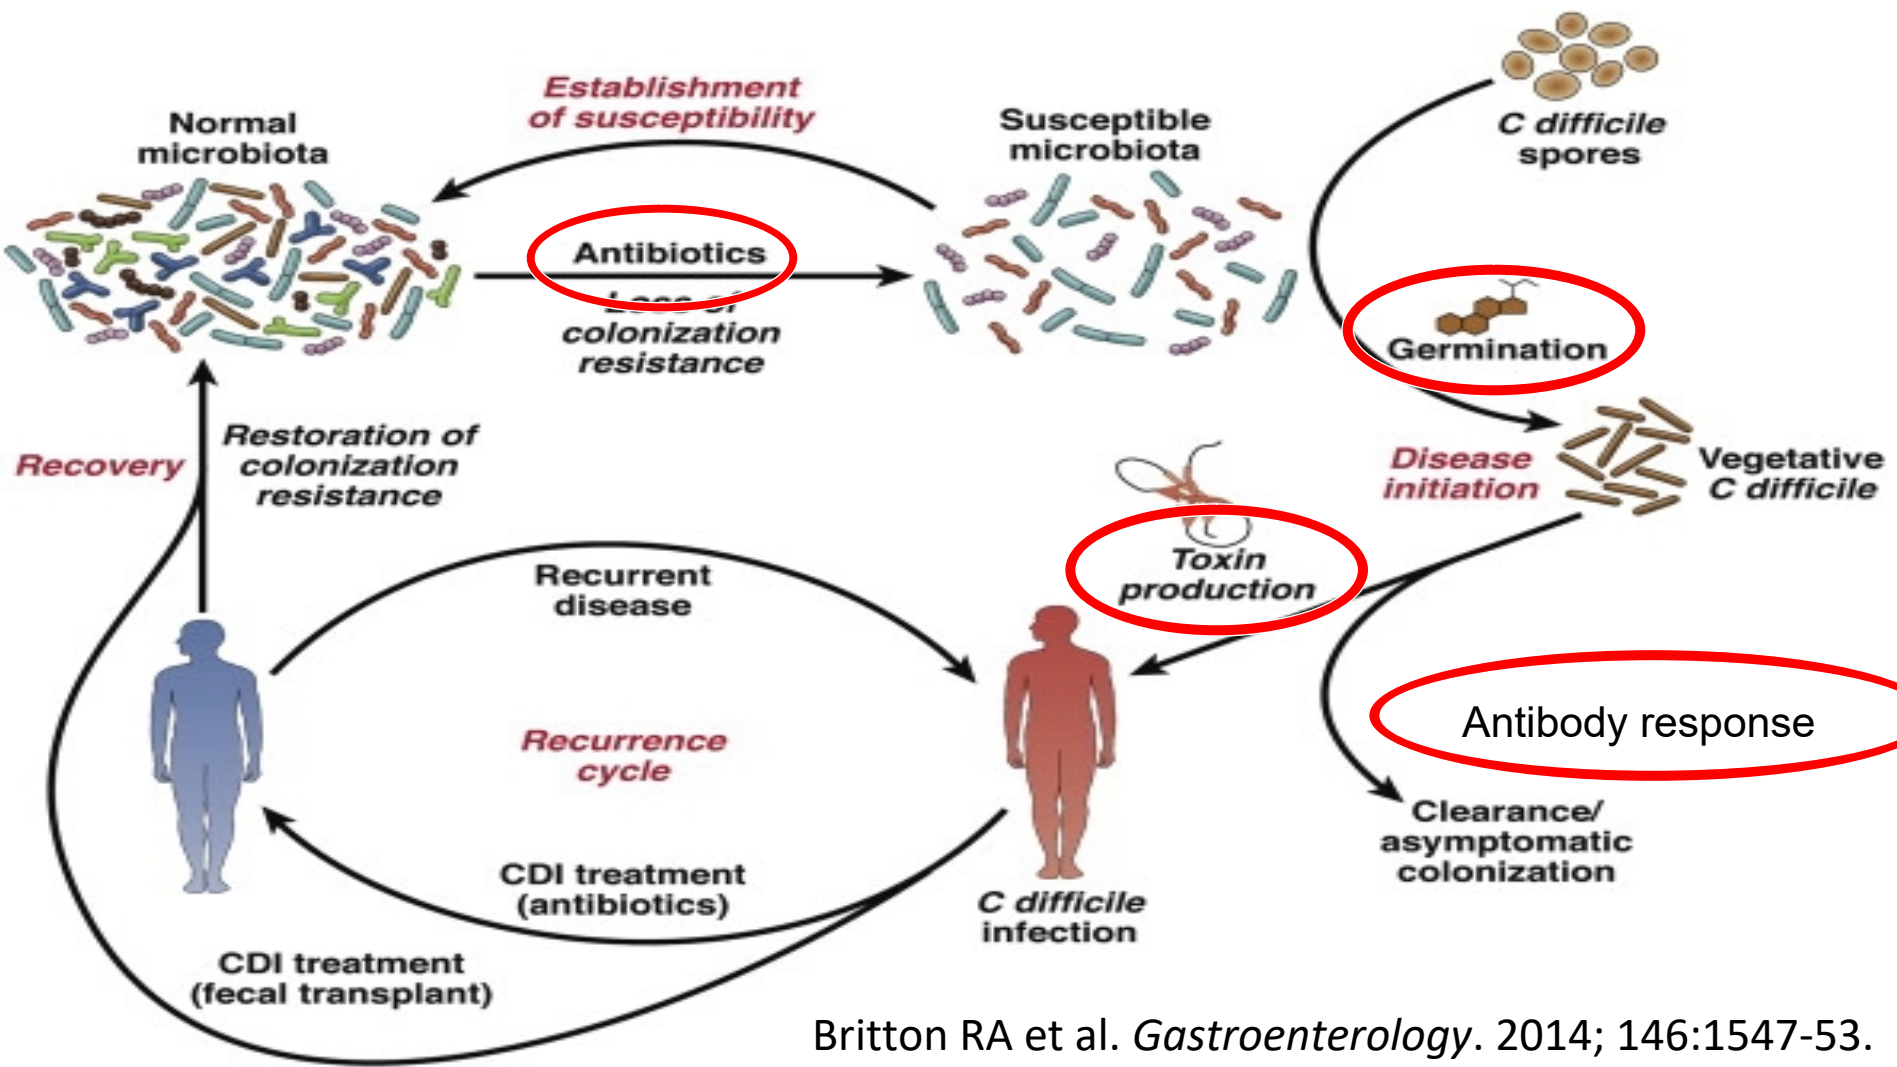 Establishment
of susceptibility
Normal
microbiota
Susceptible
microbiota
C difficile
spores
Antibiotics
Loss of
colonization
resistance
Germination
Recovery
Restoration of
colonization
resistance
Disease
initiation
Vegetative
C difficile
Toxin
production
Recurrent
disease
Antibody response
Recurrence
cycle
Clearance/
asymptomatic
colonization
CDI treatment
(antibiotics)
C difficile
infection
CDI treatment
(fecal transplant)
Britton RA et al. Gastroenterology. 2014; 146:1547-53.